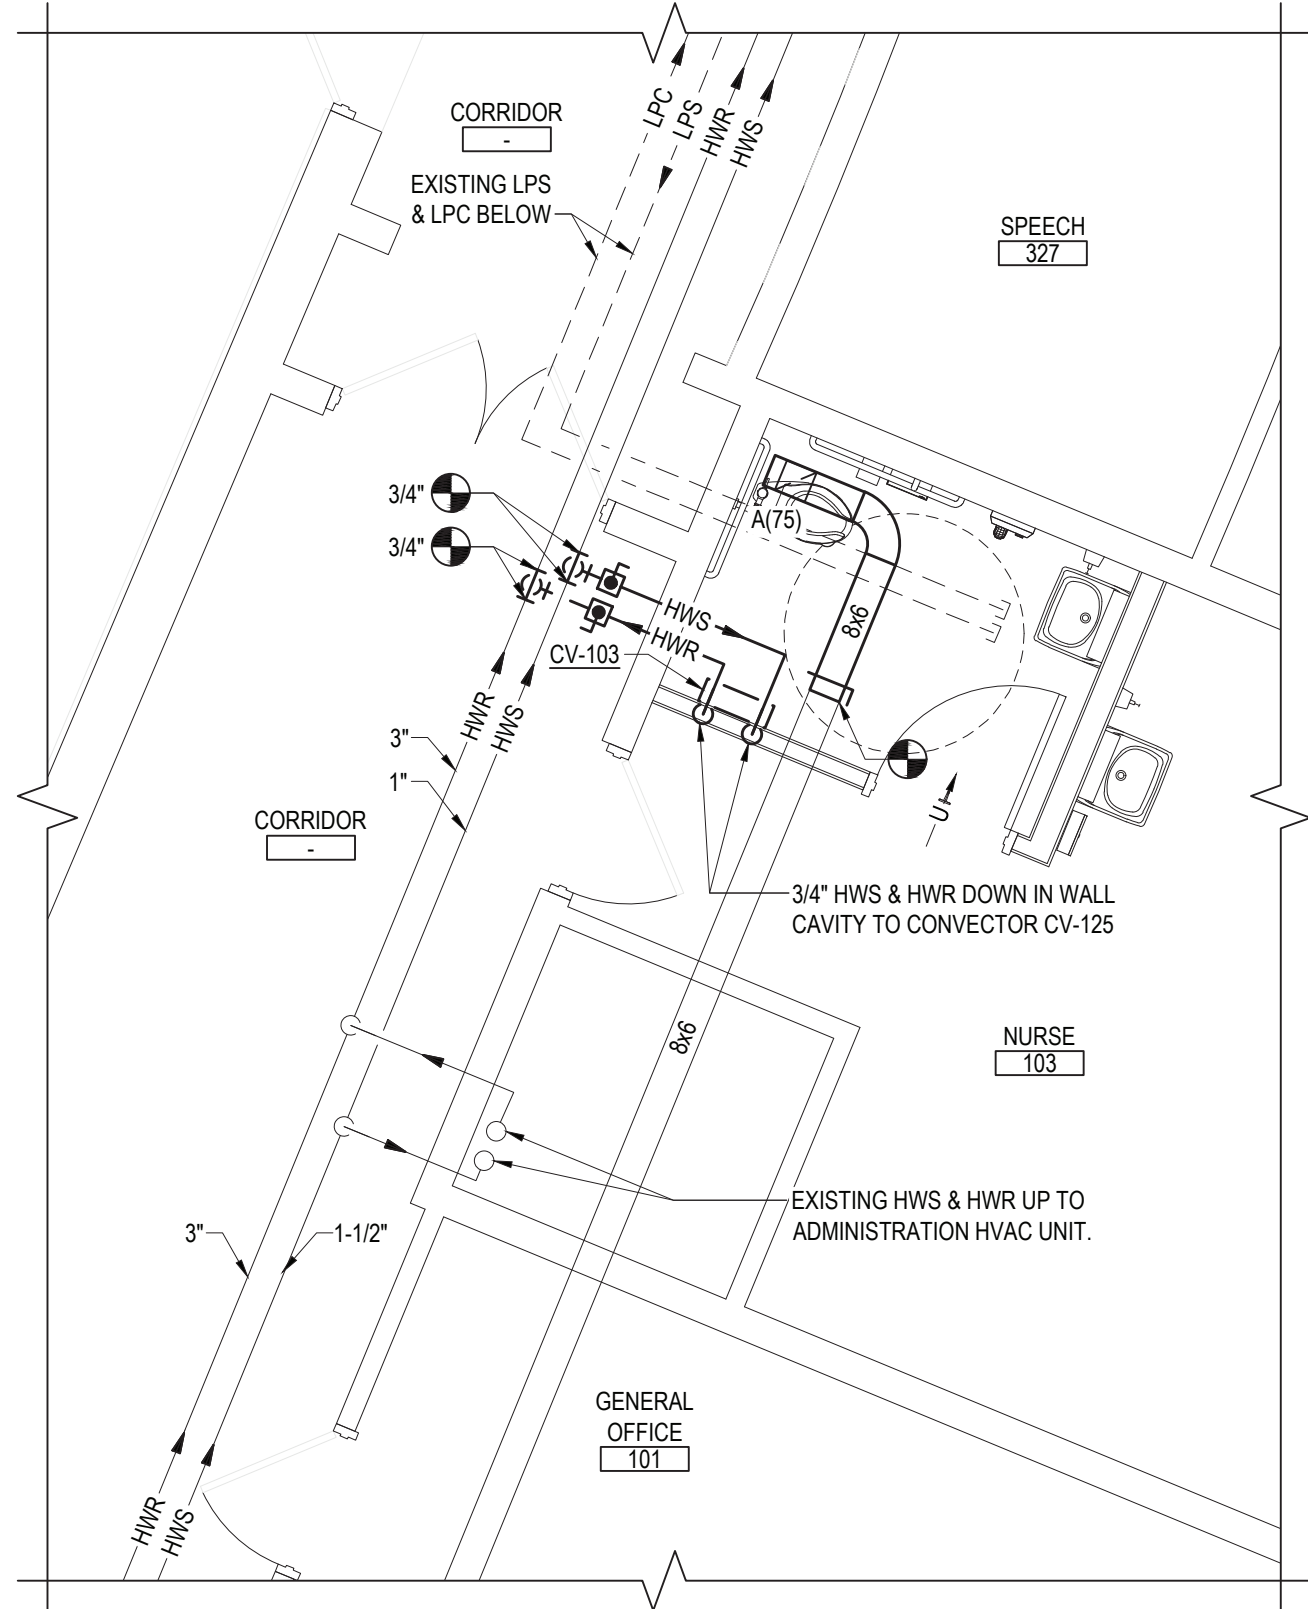 CORRIDOR
-
EXISTING LPS
& LPC BELOW
LPC
LPS
HWR
HWS
SPEECH
327
3/4"
3/4"
A(75)
8x6
HWS
HWR
CV-103
HWR
HWS
3"
1"
CORRIDOR
-
U
3/4" HWS & HWR DOWN IN WALL
CAVITY TO CONVECTOR CV-125
8x6
NURSE
103
EXISTING HWS & HWR UP TO
ADMINISTRATION HVAC UNIT.
3"
1-1/2"
GENERAL
OFFICE
101
HWR
HWS